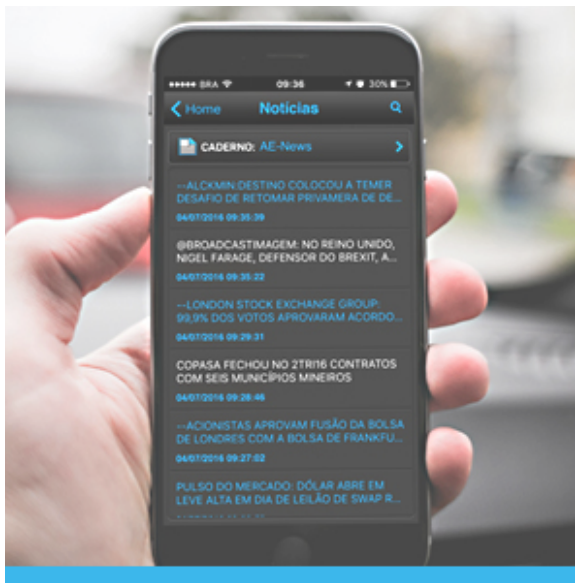 BRA 09:36 30%
Home Notícias
CADERNO: AE-News
--ALCKMIN:DESTINO COLOCOU A TEMER
DESAFIO DE RETOMAR PRIVAMERA DE DE...
04/07/2016 09:35:39
@BROADCASTIMAGEM: NO REINO UNIDO,
NIGEL FARAGE, DEFENSOR DO BREXIT, A...
04/07/2016 09:35:22
--LONDON STOCK EXCHANGE GROUP:
99,9% DOS VOTOS APROVARAM ACORDO...
04/07/2016 09:29:31
COPASA FECHOU NO 2TRI16 CONTRATOS
COM SEIS MUNICÍPIOS MINEIROS
04/07/2016 09:28:46
--ACIONISTAS APROVAM FUSÃO DA BOLSA
DE LONDRES COM A BOLSA DE FRANKFU...
04/07/2016 09:27:02
PULSO DO MERCADO: DÓLAR ABRE EM
LEVE ALTA EM DIA DE LEILÃO DE SWAP R...